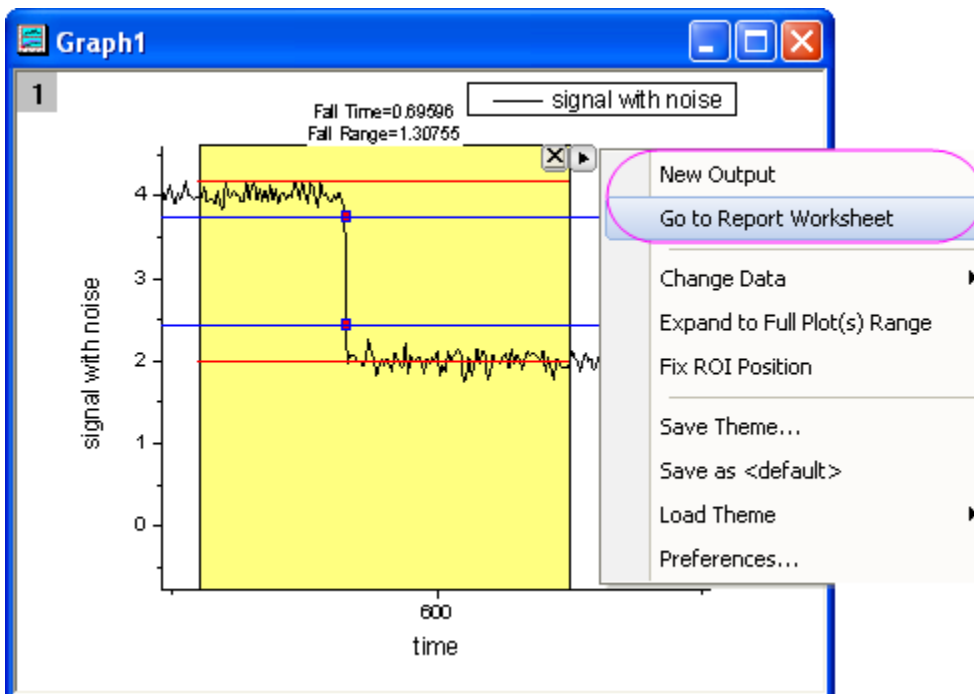 Graph1
1
signal with noise
Fall Time=0.69596
Fall Range=1.30755
New Output
Go to Report Worksheet
Change Data
Expand to Full Plot(s) Range
Fix ROI Position
Save Theme...
Save as <default>
Load Theme
Preferences...
4
3
2
1
0
signal with noise
600
time